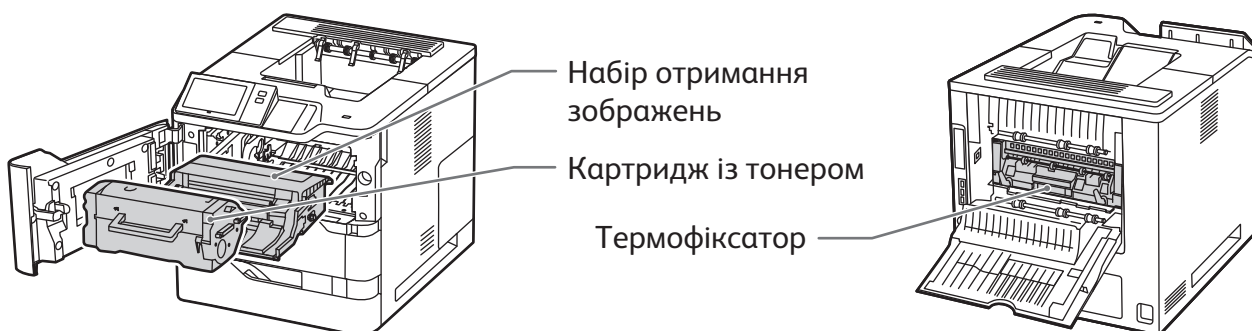 Набір отримання
зображень
Картридж із тонером
Термофіксатор